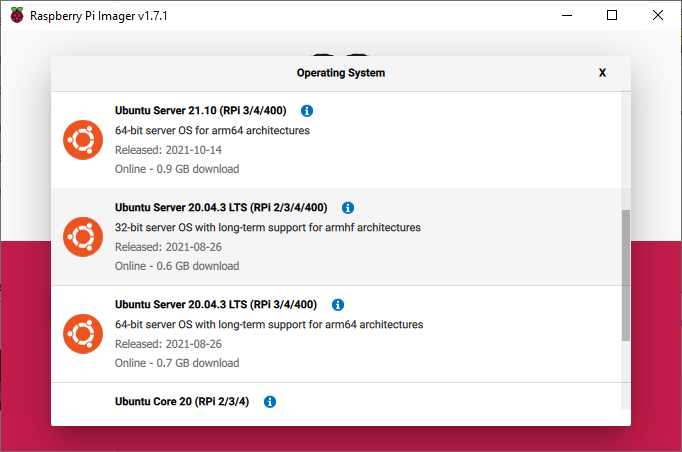 Raspberry Pi Imager v1.7.1
Operating System
X
Ubuntu Server 21.10 (RPi 3/4/400)
64-bit server OS for arm64 architectures
Released: 2021-10-14
Online - 0.9 GB download
Ubuntu Server 20.04.3 LTS (RPi 2/3/4/400)
32-bit server OS with long-term support for armhf architectures
Released: 2021-08-26
Online - 0.6 GB download
Ubuntu Server 20.04.3 LTS (RPi 3/4/400)
64-bit server OS with long-term support for arm64 architectures
Released: 2021-08-26
Online - 0.7 GB download
Ubuntu Core 20 (RPi 2/3/4)